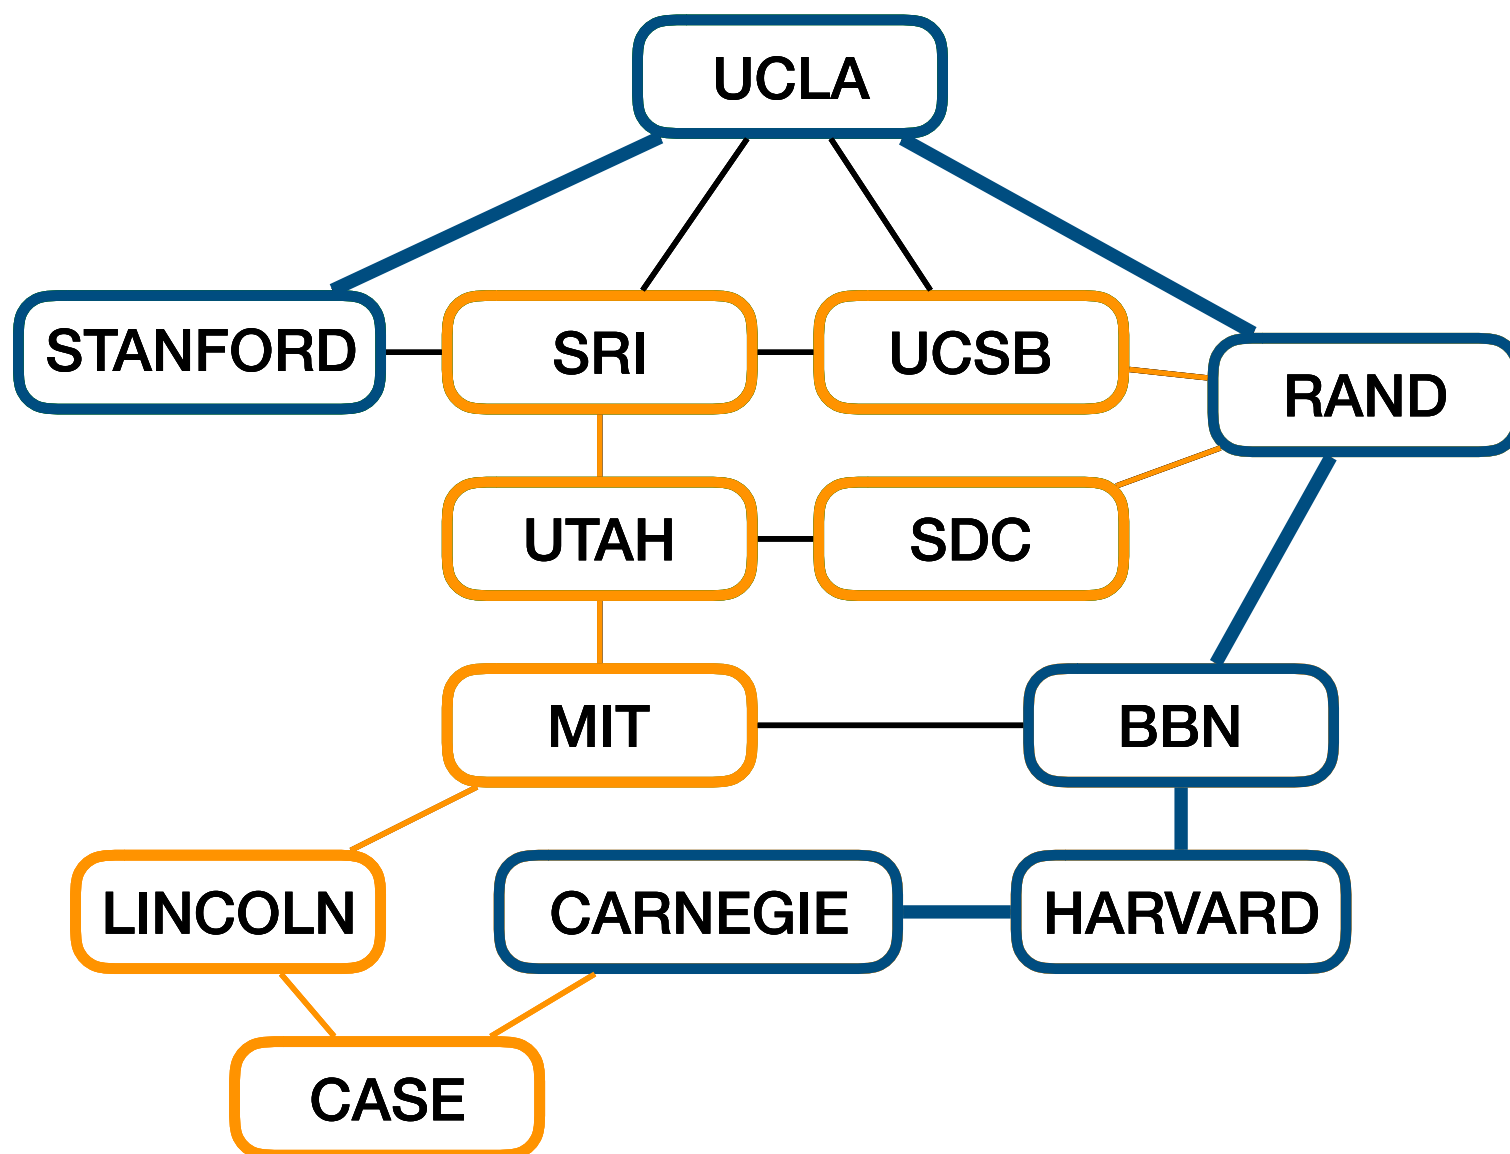 UCLA
STANFORD
SRI
UCSB
RAND
UTAH
SDC
MIT
BBN
LINCOLN
CARNEGIE
HARVARD
CASE